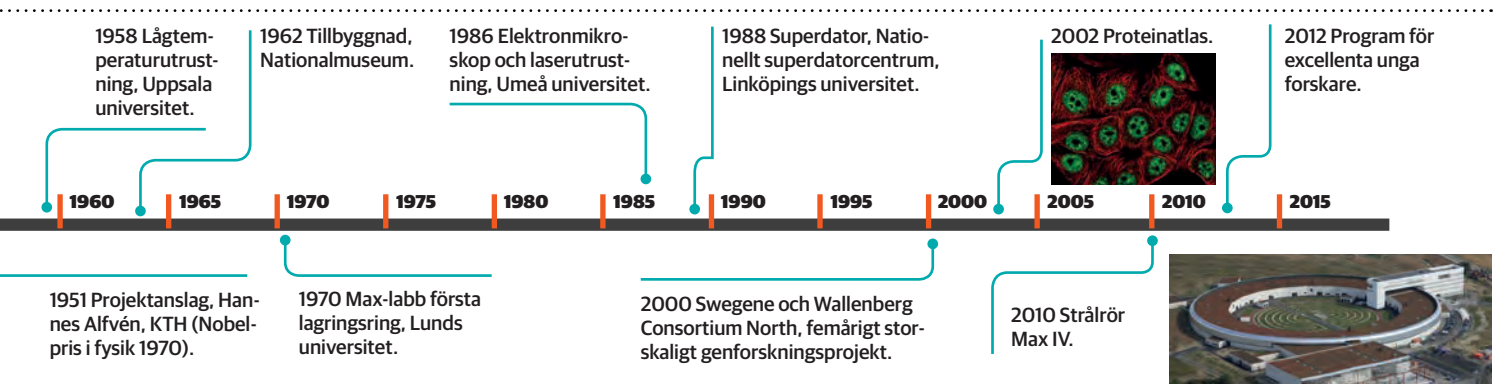 1958 Lågtem-
peraturutrust-
ning, Uppsala
universitet.
1962 Tillbyggnad,
Nationalmuseum.
1986 Elektronmikro-
skop och laserutrust-
ning, Umeå universitet.
1988 Superdator, Natio-
nellt superdatorcentrum,
Linköpings universitet.
2002 Proteinatlas.
2012 Program för
excellenta unga
forskare.
1960 1965 1970 1975 1980 1985 1990 1995 2000 2005 2010 2015
1951 Projektanslag, Han-
nes Alfvén, KTH (Nobel-
pris i fysik 1970).
1970 Max-labb första
lagringsring, Lunds
universitet.
2000 Swegene och Wallenberg
Consortium North, femårigt stor-
skaligt genforskningsprojekt.
2010 Strålrör
Max IV.